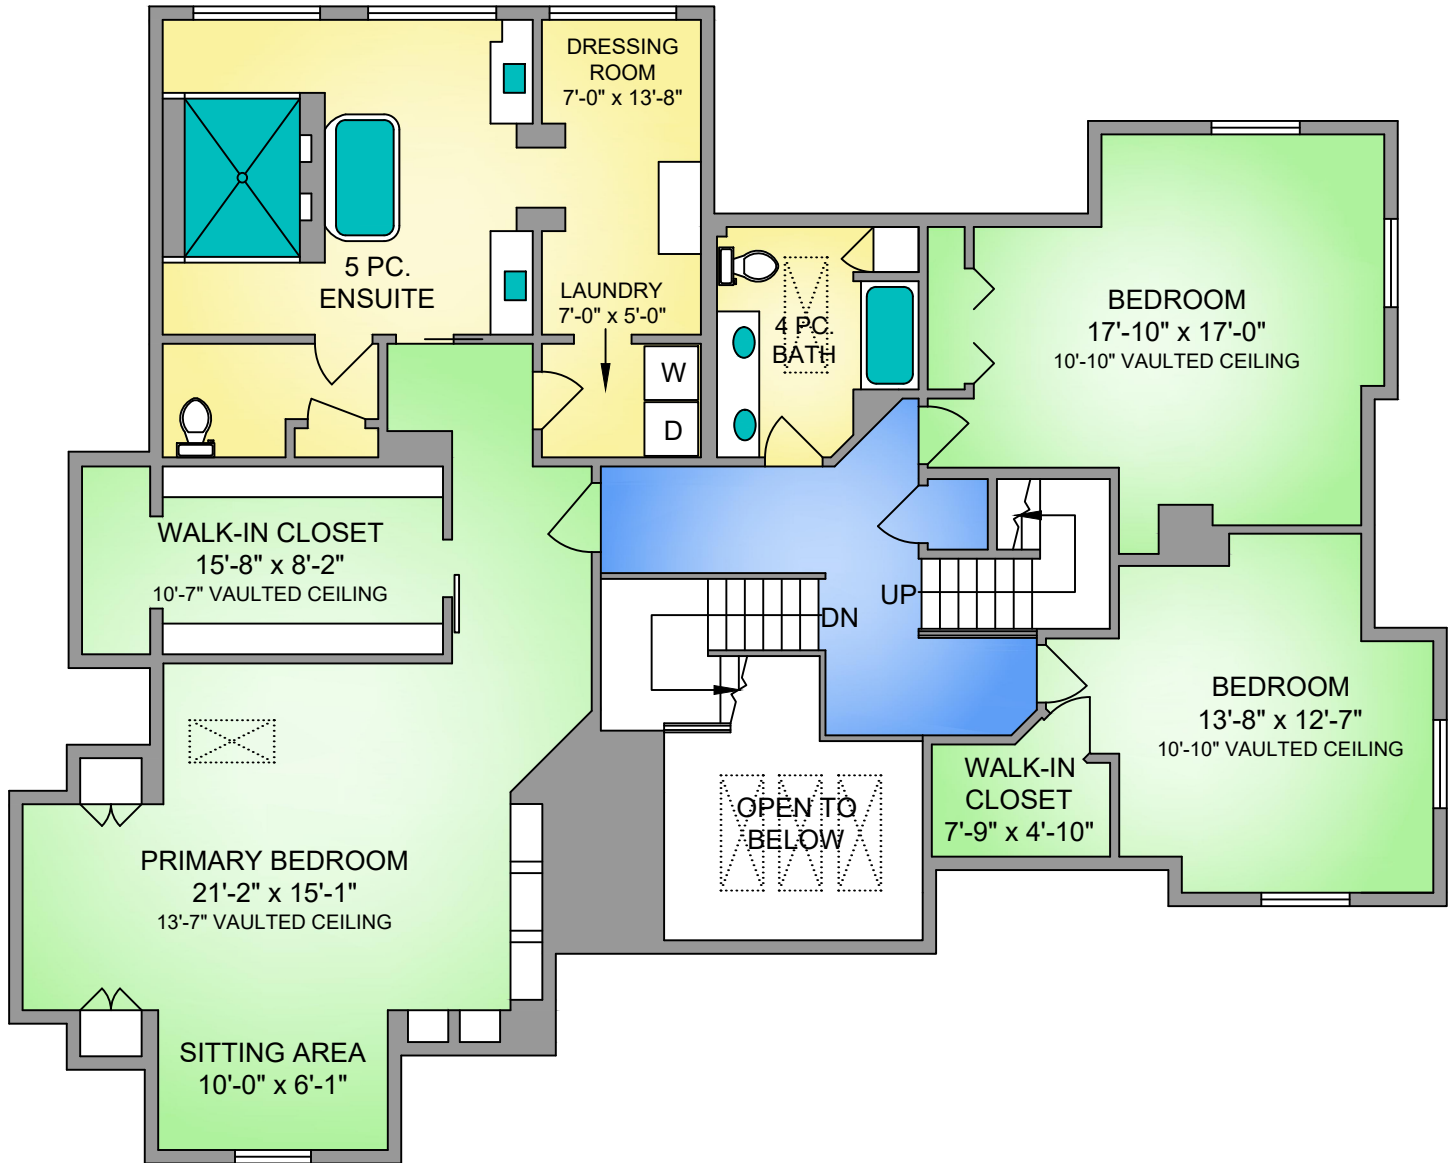 DRESSING
ROOM
7'-0" x 13'-8"
5 PC.
ENSUITE
LAUNDRY
7'-0" x 5'-0"
W
D
4 PC.
BATH
BEDROOM
17'-10" x 17'-0"
10'-10" VAULTED CEILING
WALK-IN CLOSET
15'-8" x 8'-2"
10'-7" VAULTED CEILING
UP
DN
BEDROOM
13'-8" x 12'-7"
10'-10" VAULTED CEILING
WALK-IN
CLOSET
7'-9" x 4'-10"
OPEN TO
BELOW
PRIMARY BEDROOM
21'-2" x 15'-1"
13'-7" VAULTED CEILING
SITTING AREA
10'-0" x 6'-1"